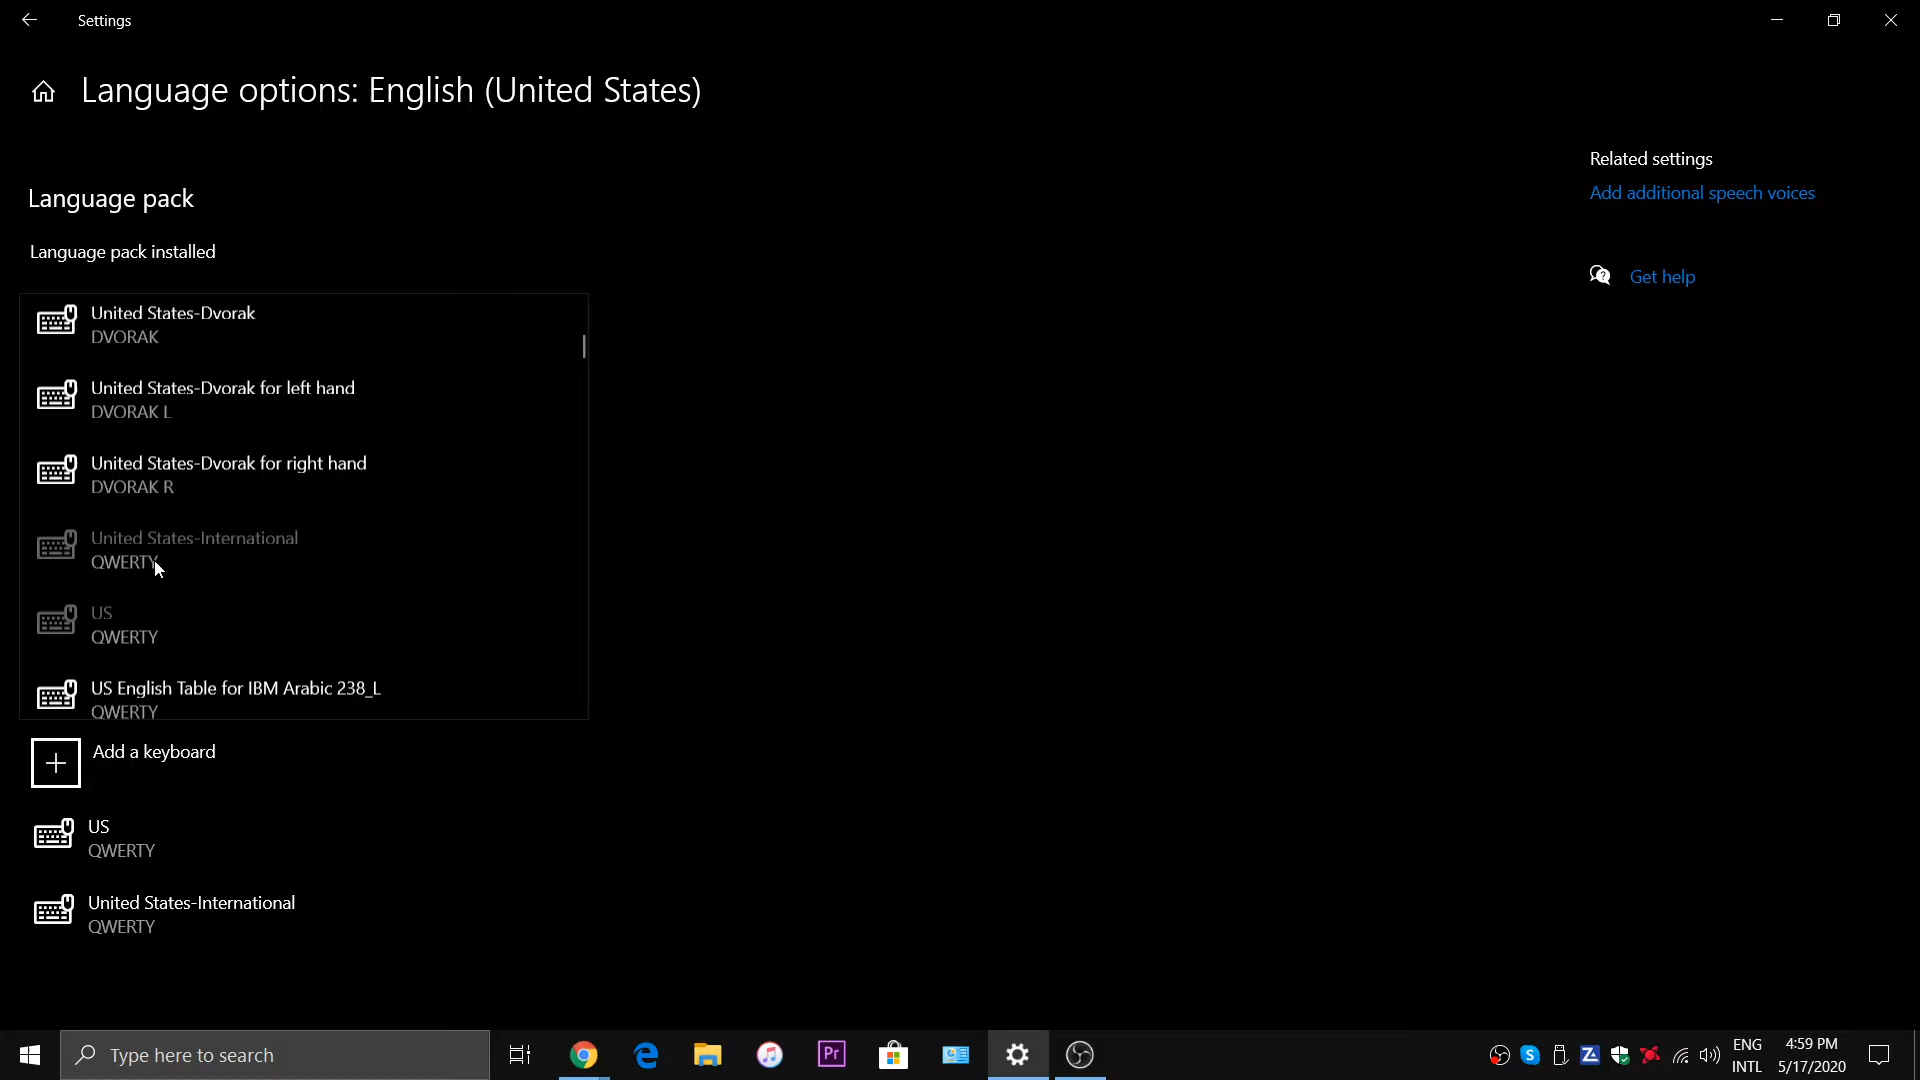 Settings
Language options: English (United States)
Related settings
Add additional speech voices
Get help
Language pack
Language pack installed
United States-Dvorak
DVORAK
United States-Dvorak for left hand
DVORAK L
United States-Dvorak for right hand
DVORAK R
United States-International
QWERTY
US
QWERTY
US English Table for IBM Arabic 238_L
QWERTY
Add a keyboard
US
QWERTY
United States-International
QWERTY
Type here to search
Pr
S
ENG
INTL
4:59 PM
5/17/2020